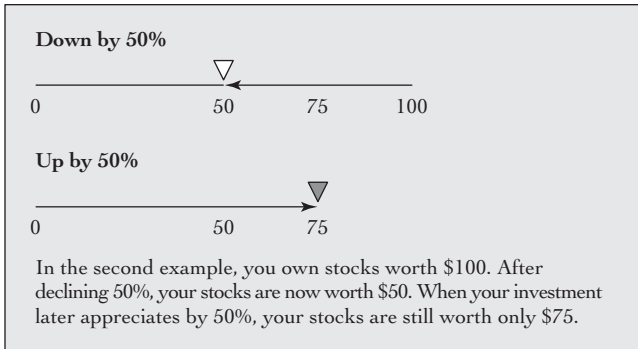 Down by 50%
0 50 75 100
Up by 50%
0 50 75
In the second example, you own stocks worth $100. After
declining 50%, your stocks are now worth $50. When your investment
later appreciates by 50%, your stocks are still worth only $75.